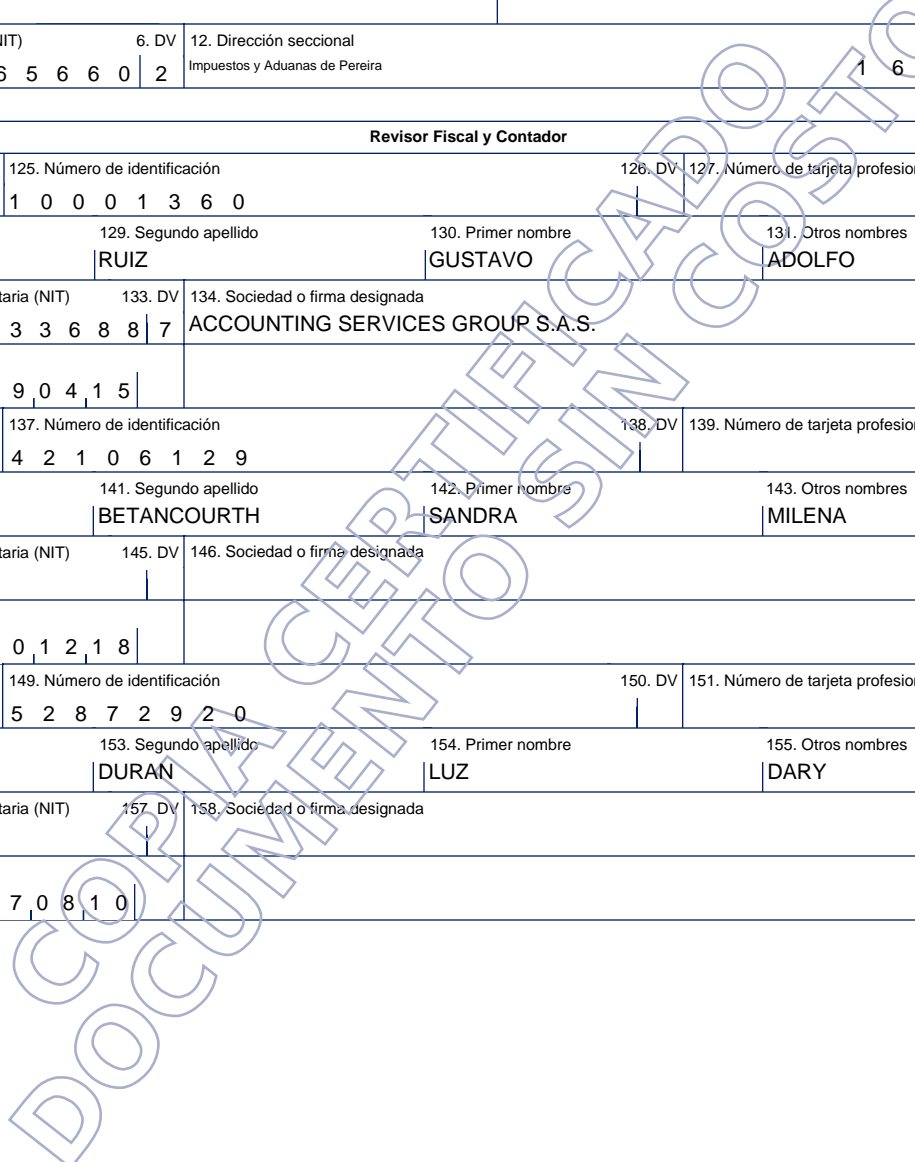 NIT) 6. DV 12. Dirección seccional
6 5 6 6 0 2 Impuestos y Aduanas de Pereira 1 6
Revisor Fiscal y Contador
125. Número de identificación 126. DV 127. Número de tarjeta profesion
1 0 0 0 1 3 6 0
129. Segundo apellido 130. Primer nombre 131. Otros nombres
RUIZ GUSTAVO ADOLFO
taria (NIT) 133. DV 134. Sociedad o firma designada
3 3 6 8 8 7 ACCOUNTING SERVICES GROUP S.A.S.
9 0 4 1 5
137. Número de identificación 138. DV 139. Número de tarjeta profesion
4 2 1 0 6 1 2 9
141. Segundo apellido 142. Primer nombre 143. Otros nombres
BETANCOURTH SANDRA MILENA
taria (NIT) 145. DV 146. Sociedad o firma designada
0 1 2 1 8
149. Número de identificación 150. DV 151. Número de tarjeta profesion
5 2 8 7 2 9 2 0
153. Segundo apellido 154. Primer nombre 155. Otros nombres
DURAN LUZ DARY
taria (NIT) 157. DV 158. Sociedad o firma designada
7 0 8 1 0
COPIA CERTIFICADO
DOCUMENTO SIN COSTO